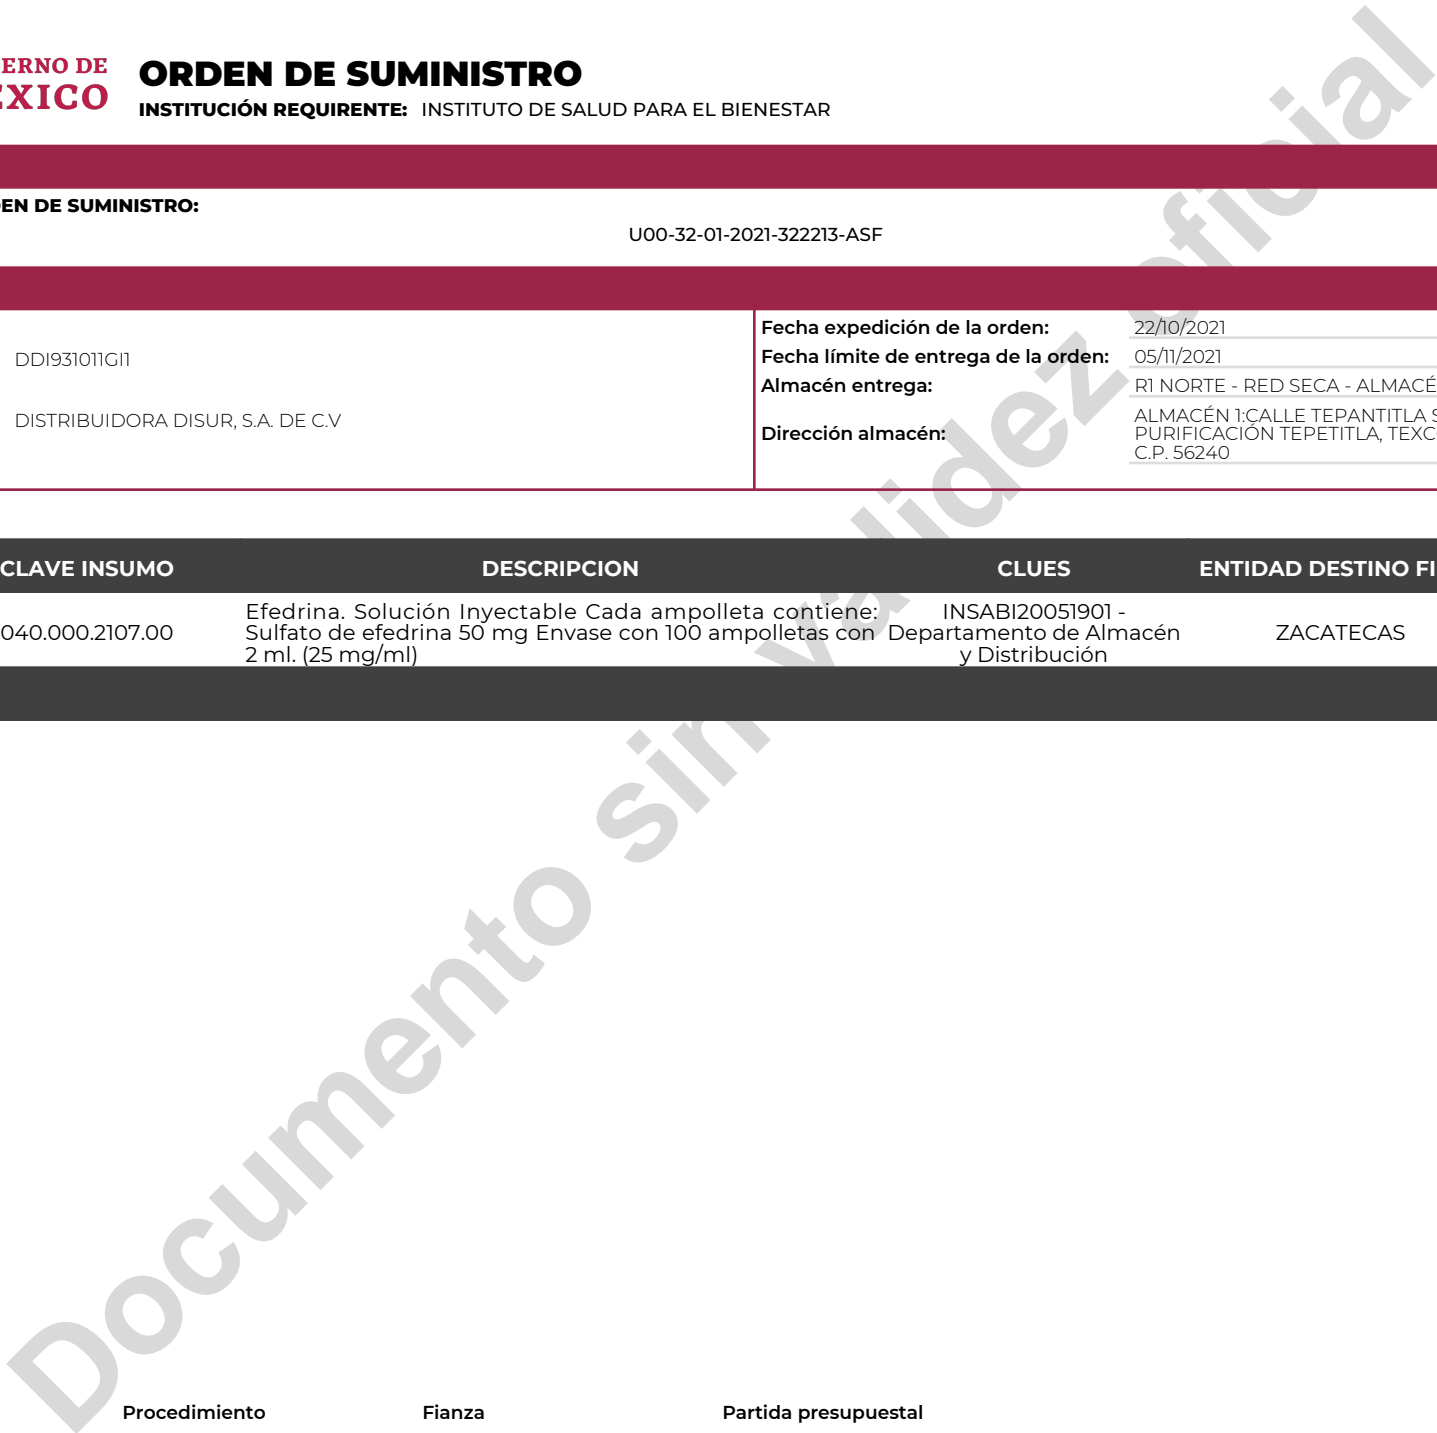 ERNO DE
ÉXICO
ORDEN DE SUMINISTRO
INSTITUCIÓN REQUIRENTE: INSTITUTO DE SALUD PARA EL BIENESTAR
EN DE SUMINISTRO:
U00-32-01-2021-322213-ASF
DDI931011GI1
DISTRIBUIDORA DISUR, S.A. DE C.V
Fecha expedición de la orden: 22/10/2021
Fecha límite de entrega de la orden: 05/11/2021
Almacén entrega: R1 NORTE - RED SECA - ALMACÉ
Dirección almacén: ALMACÉN 1:CALLE TEPANTITLA S
PURIFICACIÓN TEPETITLA, TEXC
C.P. 56240
CLAVE INSUMO DESCRIPCION CLUES ENTIDAD DESTINO FI
040.000.2107.00
Efedrina. Solución Inyectable Cada ampolleta contiene:
Sulfato de efedrina 50 mg Envase con 100 ampolletas con
2 ml. (25 mg/ml)
INSABI20051901 -
Departamento de Almacén
y Distribución
ZACATECAS
Documento sin validez oficial
Procedimiento Fianza Partida presupuestal